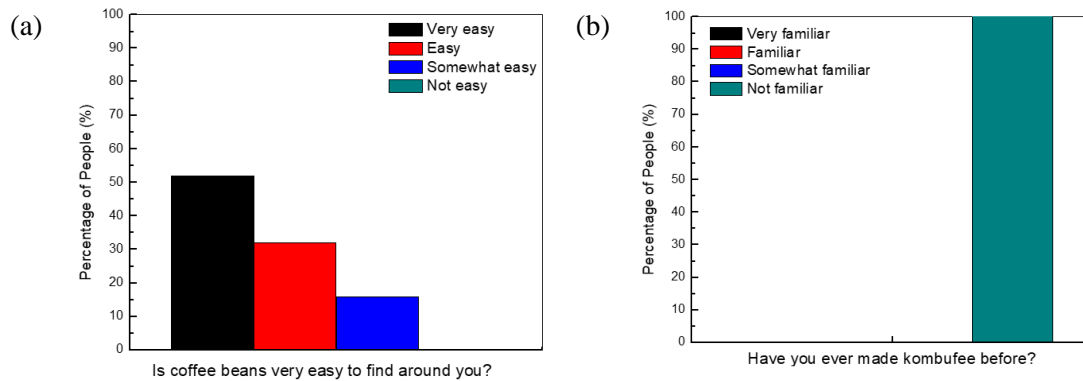 (a)
Percentage of People (%)
100
90
80
70
60
50
40
30
20
10
0
Very easy
Easy
Somewhat easy
Not easy
Is coffee beans very easy to find around you?
(b)
Percentage of People (%)
100
90
80
70
60
50
40
30
20
10
0
Very familiar
Familiar
Somewhat familiar
Not familiar
Have you ever made kombufee before?